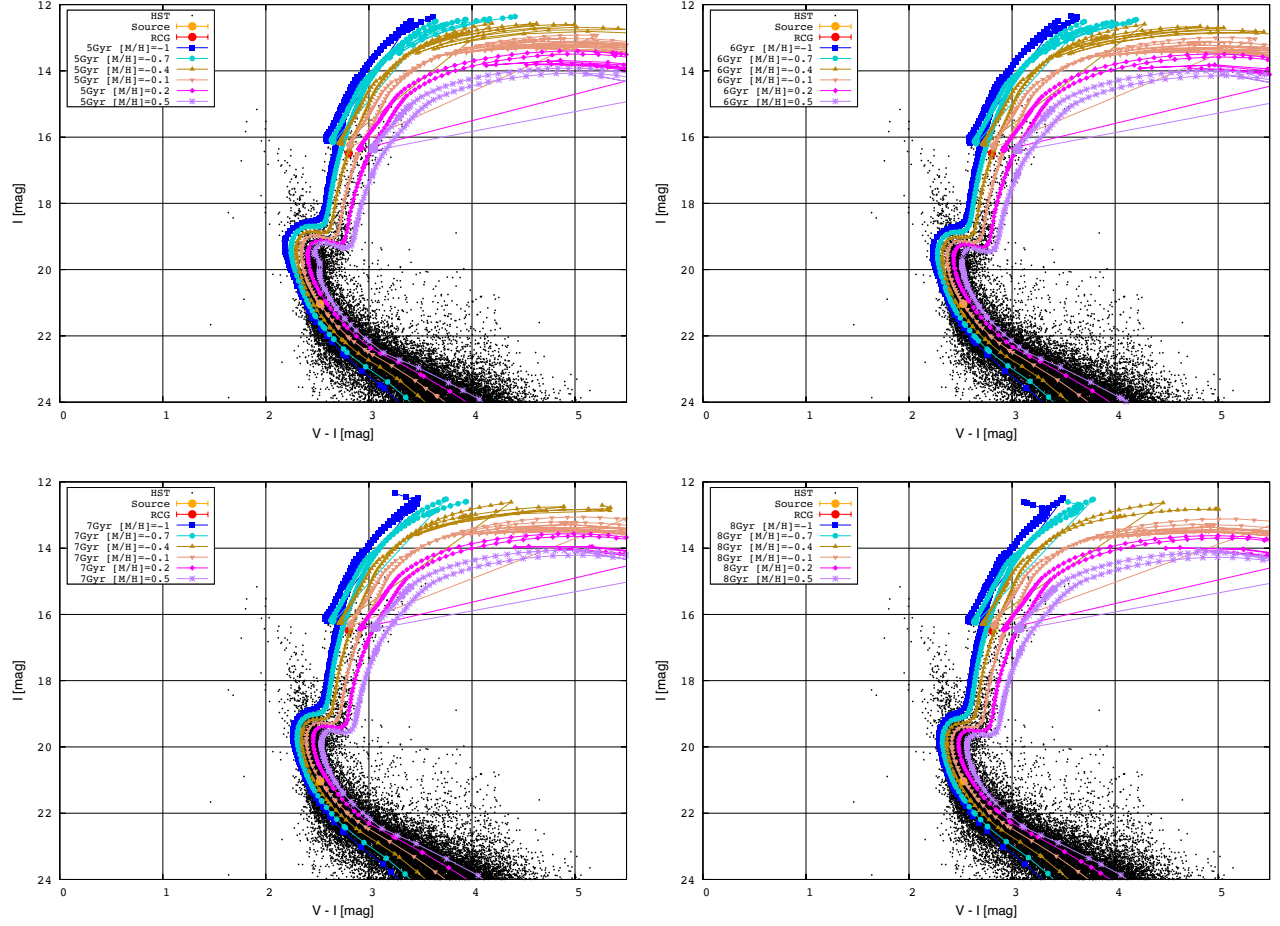 12
14
16
18
20
22
24
0
1
2
3
4
5
I [mag]
V - I [mag]
HST
Source
RCG
5Gyr [M/H]=-1
5Gyr [M/H]=-0.7
5Gyr [M/H]=-0.4
5Gyr [M/H]=-0.1
5Gyr [M/H]=0.2
5Gyr [M/H]=0.5
12
14
16
18
20
22
24
0
1
2
3
4
5
I [mag]
V - I [mag]
HST
Source
RCG
6Gyr [M/H]=-1
6Gyr [M/H]=-0.7
6Gyr [M/H]=-0.4
6Gyr [M/H]=-0.1
6Gyr [M/H]=0.2
6Gyr [M/H]=0.5
12
14
16
18
20
22
24
0
1
2
3
4
5
I [mag]
V - I [mag]
HST
Source
RCG
7Gyr [M/H]=-1
7Gyr [M/H]=-0.7
7Gyr [M/H]=-0.4
7Gyr [M/H]=-0.1
7Gyr [M/H]=0.2
7Gyr [M/H]=0.5
12
14
16
18
20
22
24
0
1
2
3
4
5
I [mag]
V - I [mag]
HST
Source
RCG
8Gyr [M/H]=-1
8Gyr [M/H]=-0.7
8Gyr [M/H]=-0.4
8Gyr [M/H]=-0.1
8Gyr [M/H]=0.2
8Gyr [M/H]=0.5